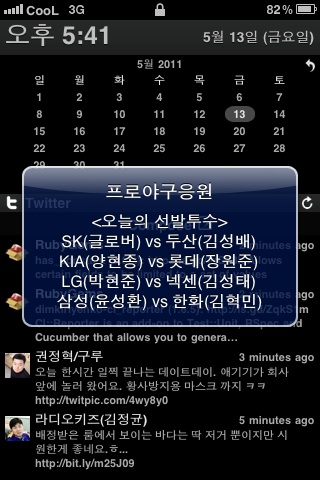 CooL 3G 82%
오후 5:41
5월 13일 (금요일)
5월 2011
일 월 화 수 목 금 토
1 2 3 4 5 6 7
8 9 10 11 12 13 14
15 16 17 18 19 20 21
22 23 24 25 26 27 28
29 30 31
Twitter
프로야구응원
<오늘의 선발투수>
SK(글로버) vs 두산(김성배)
KIA(양현종) vs 롯데(장원준)
LG(박현준) vs 넥센(김성태)
삼성(윤성환) vs 한화(김혁민)
minutes ago
Cucumber that allows you to genera...
권정혁/구루 3 minutes ago
오늘 한시간 일찍 끝나는 데이트데이. 애기기가 회사
앞에 놀러 왔어요. 황사방지용 마스크 까지 ㅋㅋ
http://twitpic.com/4wy8y0
라디오키즈(김정균) 5 minutes ago
배정받은 룸에서 보이는 바다는 딱 저거 뿐이지만 시
원한게 좋네요.ㅎ...
http://bit.ly/m25J09